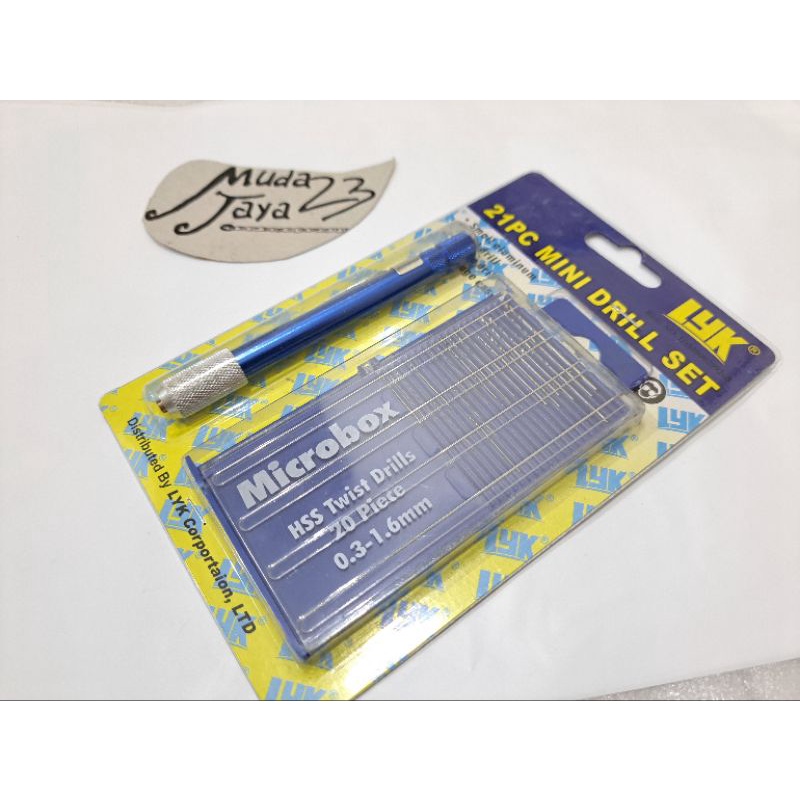 Muda
Jaya 23
21PC MINI DRILL SET
LYK®
Microbox
HSS Twist Drills
20 Piece
0.3-1.6mm
Distributed By LYK Corportaion, LTD